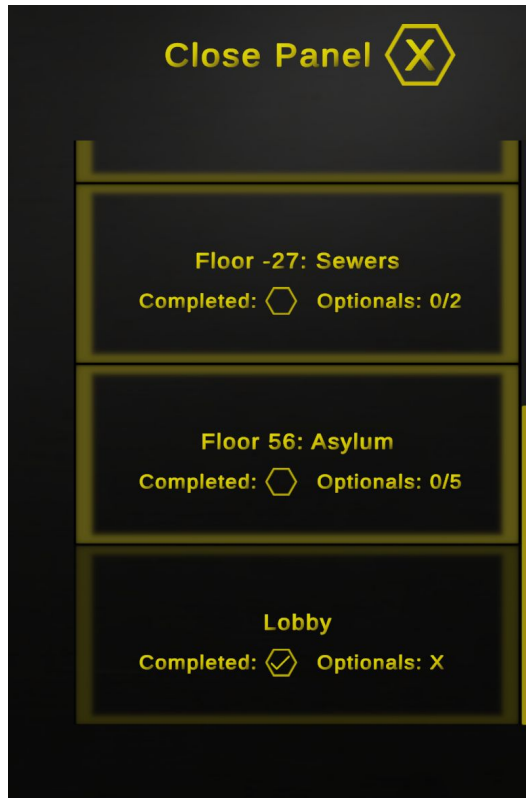 Close Panel X
Floor -27: Sewers
Completed: Optionals: 0/2
Floor 56: Asylum
Completed: Optionals: 0/5
Lobby
Completed: ✓ Optionals: X